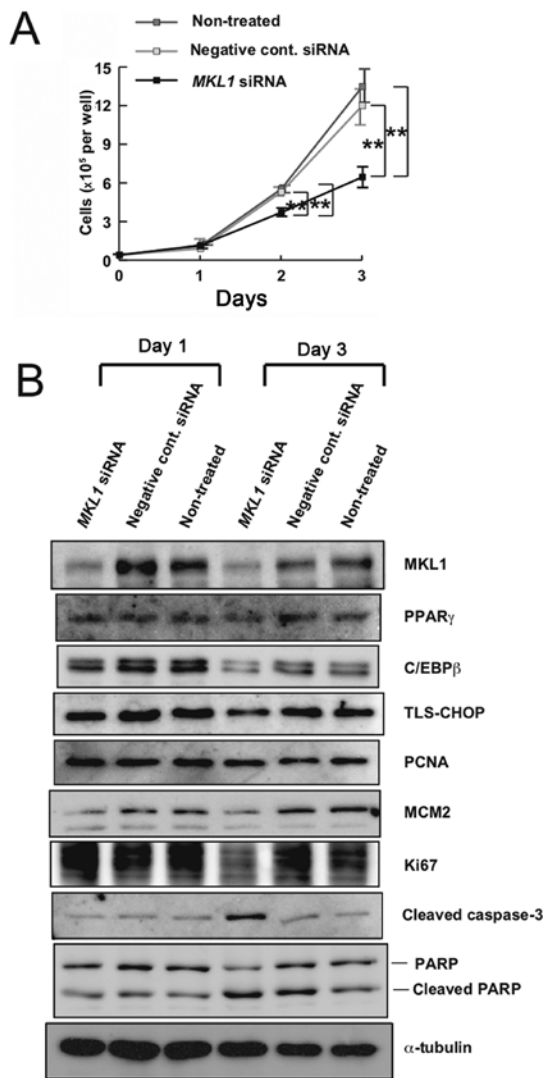 A
Non-treated
Negative cont. siRNA
MKL1 siRNA
15
12
9
6
3
0
Cells (x10⁵ per well)
**
**
**
**
0 1 2 3
Days
B
Day 1 Day 3
MKL1 siRNA
Negative cont. siRNA
Non-treated
MKL1 siRNA
Negative cont. siRNA
Non-treated
MKL1
PPARγ
C/EBPβ
TLS-CHOP
PCNA
MCM2
Ki67
Cleaved caspase-3
PARP
Cleaved PARP
α-tubulin